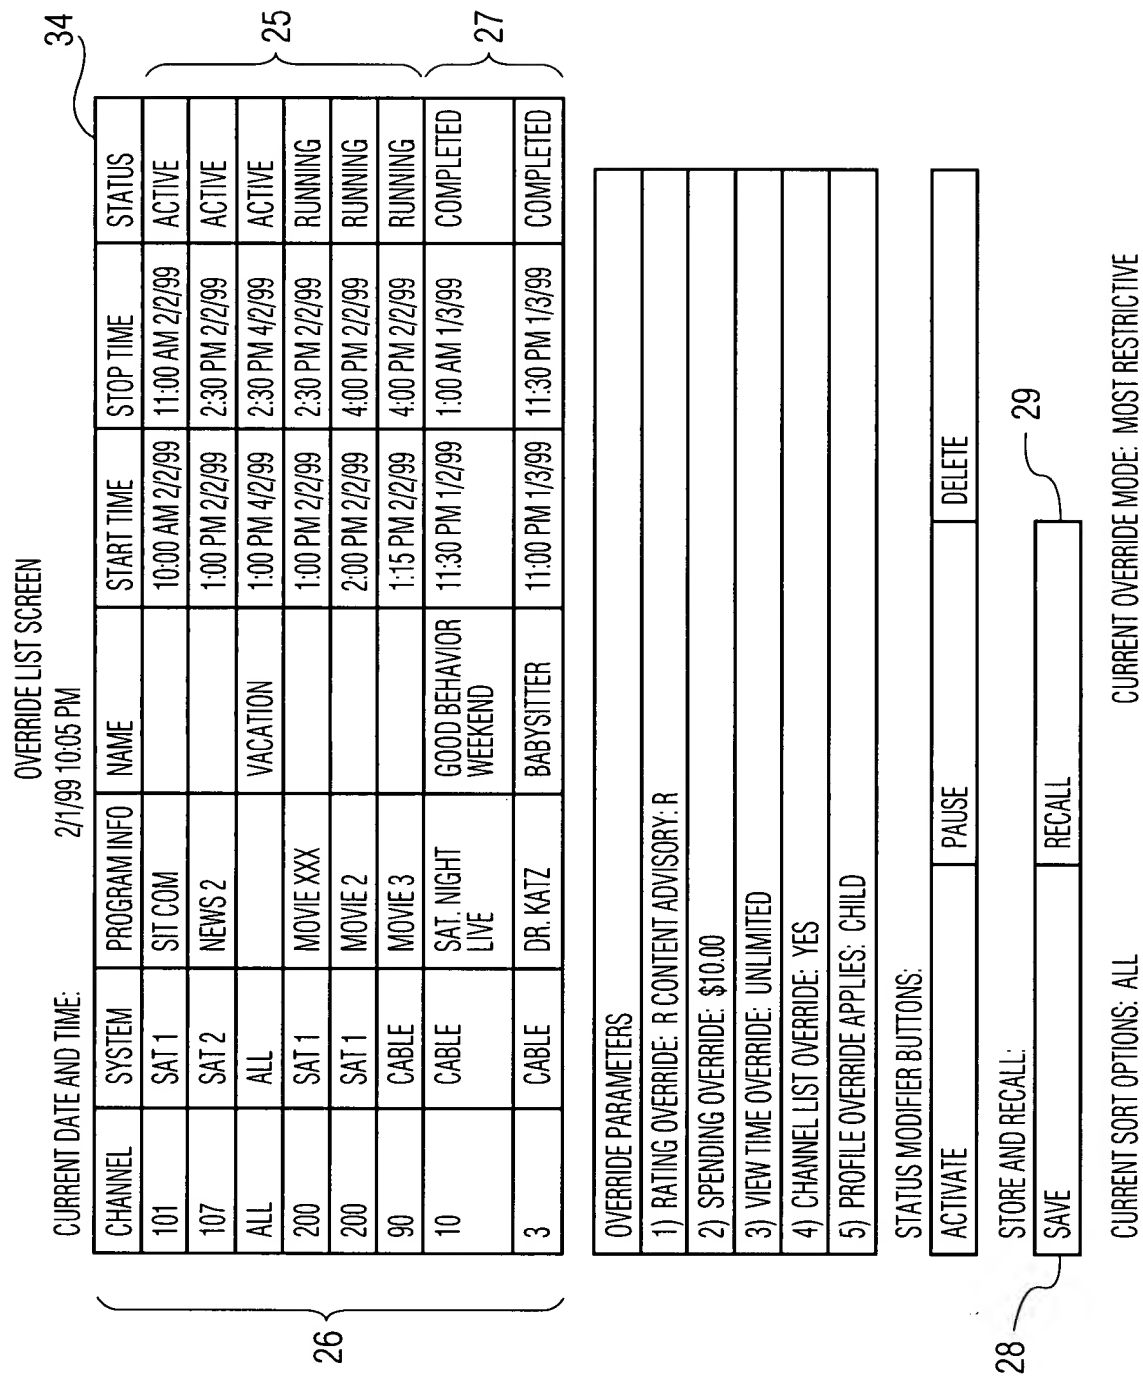 OVERRIDE LIST SCREEN
CURRENT DATE AND TIME: 2/1/99 10:05 PM
34
CHANNEL SYSTEM PROGRAM INFO NAME START TIME STOP TIME STATUS
101 SAT 1 SIT COM 10:00 AM 2/2/99 11:00 AM 2/2/99 ACTIVE
107 SAT 2 NEWS 2 1:00 PM 2/2/99 2:30 PM 2/2/99 ACTIVE
ALL ALL VACATION 1:00 PM 4/2/99 2:30 PM 4/2/99 ACTIVE
200 SAT 1 MOVIE XXX 1:00 PM 2/2/99 2:30 PM 2/2/99 RUNNING
200 SAT 1 MOVIE 2 2:00 PM 2/2/99 4:00 PM 2/2/99 RUNNING
90 CABLE MOVIE 3 1:15 PM 2/2/99 4:00 PM 2/2/99 RUNNING
10 CABLE SAT. NIGHT GOOD BEHAVIOR 11:30 PM 1/2/99 1:00 AM 1/3/99 COMPLETED
LIVE WEEKEND
3 CABLE DR. KATZ BABYSITTER 11:00 PM 1/3/99 11:30 PM 1/3/99 COMPLETED
25
26
27
OVERRIDE PARAMETERS
1) RATING OVERRIDE: R CONTENT ADVISORY: R
2) SPENDING OVERRIDE: $10.00
3) VIEW TIME OVERRIDE: UNLIMITED
4) CHANNEL LIST OVERRIDE: YES
5) PROFILE OVERRIDE APPLIES: CHILD
STATUS MODIFIER BUTTONS:
ACTIVATE PAUSE DELETE
STORE AND RECALL:
SAVE RECALL
28
29
CURRENT SORT OPTIONS: ALL CURRENT OVERRIDE MODE: MOST RESTRICTIVE